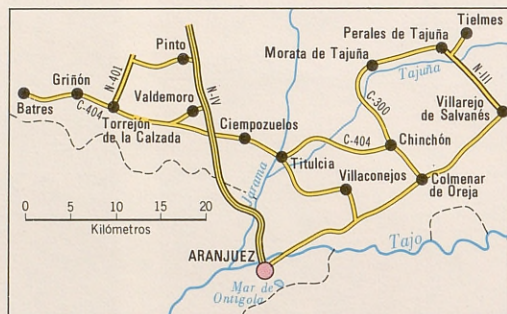 Tielmes
Perales de Tajuña
Pinto
Morata de Tajuña
Tajuña
N-III
Griñón
N-401
N-IV
Valdemoro
C-300
Villarejo
de Salvanés
Batres
C-404
Torrejón
de la Calzada
Ciempozuelos
C-404
Chinchón
Titulcia
Jarama
Villaconejos
Colmenar
de Oreja
0 5 10 15 20
Kilómetros
ARANJUEZ
Tajo
Mar de
Ontígola